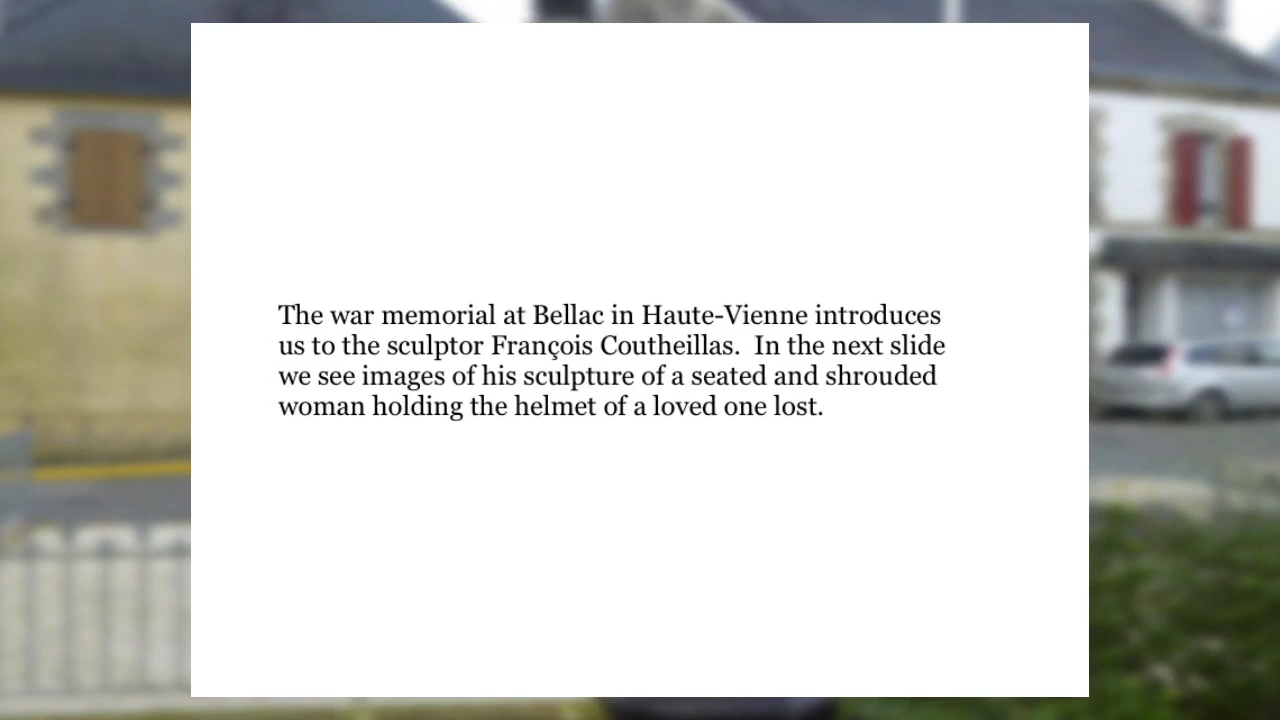 The war memorial at Bellac in Haute-Vienne introduces
us to the sculptor François Coutheillas.  In the next slide
we see images of his sculpture of a seated and shrouded
woman holding the helmet of a loved one lost.